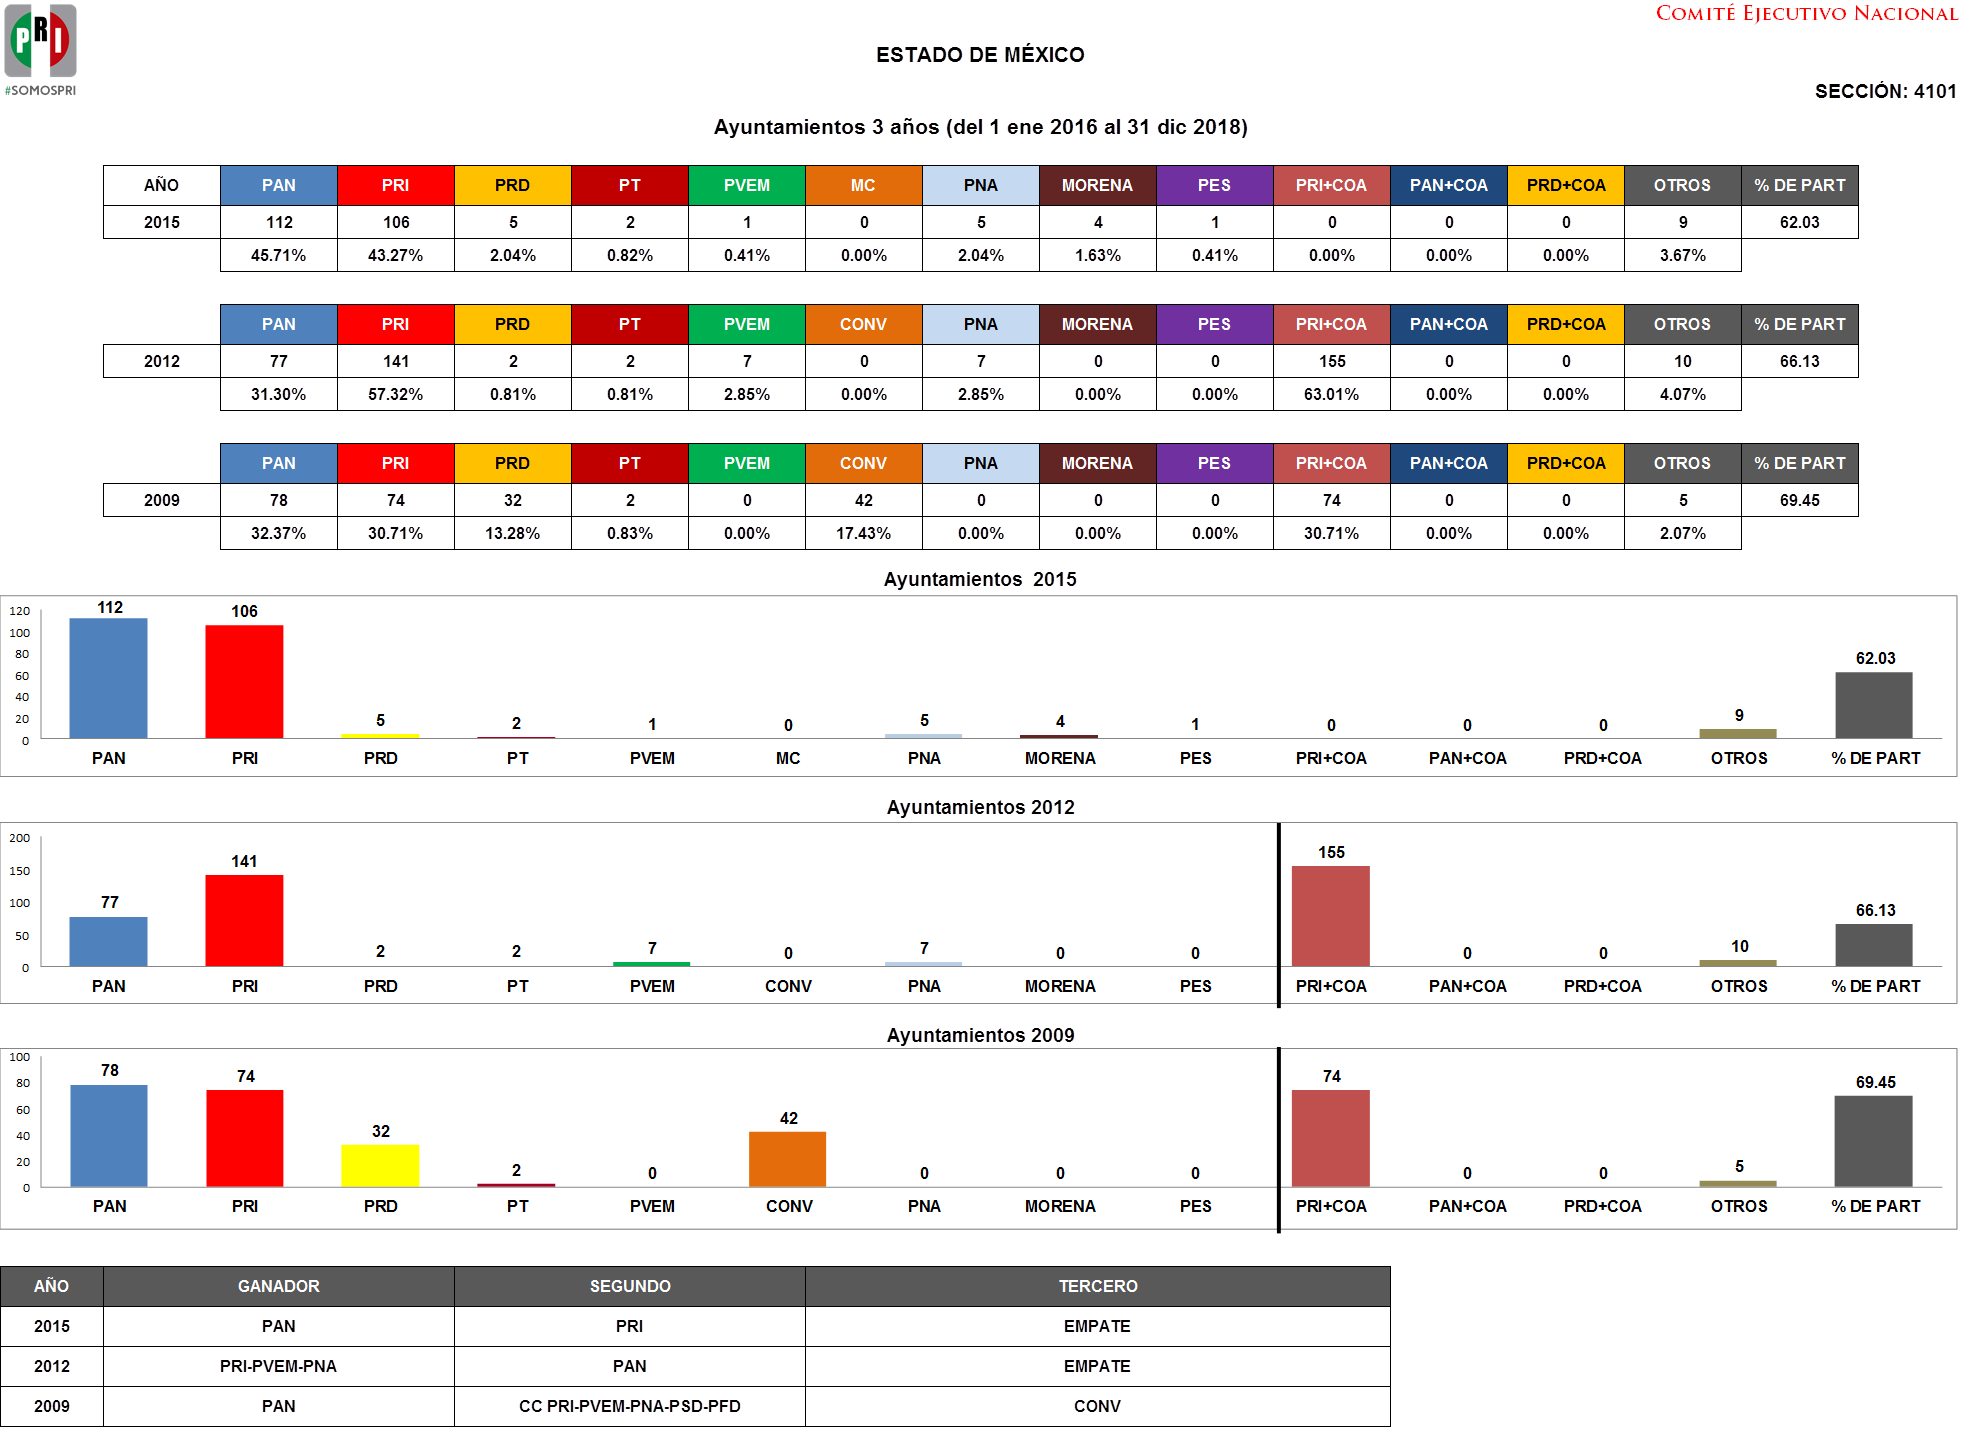 PRI
#SOMOSPRI
COMITÉ EJECUTIVO NACIONAL
ESTADO DE MÉXICO
SECCIÓN: 4101
Ayuntamientos 3 años (del 1 ene 2016 al 31 dic 2018)
AÑO PAN PRI PRD PT PVEM MC PNA MORENA PES PRI+COA PAN+COA PRD+COA OTROS % DE PART
2015 112 106 5 2 1 0 5 4 1 0 0 0 9 62.03
45.71% 43.27% 2.04% 0.82% 0.41% 0.00% 2.04% 1.63% 0.41% 0.00% 0.00% 0.00% 3.67%
PAN PRI PRD PT PVEM CONV PNA MORENA PES PRI+COA PAN+COA PRD+COA OTROS % DE PART
2012 77 141 2 2 7 0 7 0 0 155 0 0 10 66.13
31.30% 57.32% 0.81% 0.81% 2.85% 0.00% 2.85% 0.00% 0.00% 63.01% 0.00% 0.00% 4.07%
PAN PRI PRD PT PVEM CONV PNA MORENA PES PRI+COA PAN+COA PRD+COA OTROS % DE PART
2009 78 74 32 2 0 42 0 0 0 74 0 0 5 69.45
32.37% 30.71% 13.28% 0.83% 0.00% 17.43% 0.00% 0.00% 0.00% 30.71% 0.00% 0.00% 2.07%
Ayuntamientos 2015
120
100
80
60
40
20
0
112 106 5 2 1 0 5 4 1 0 0 0 9 62.03
PAN PRI PRD PT PVEM MC PNA MORENA PES PRI+COA PAN+COA PRD+COA OTROS % DE PART
Ayuntamientos 2012
200
150
100
50
0
77 141 2 2 7 0 7 0 0 155 0 0 10 66.13
PAN PRI PRD PT PVEM CONV PNA MORENA PES PRI+COA PAN+COA PRD+COA OTROS % DE PART
Ayuntamientos 2009
100
80
60
40
20
0
78 74 32 2 0 42 0 0 0 74 0 0 5 69.45
PAN PRI PRD PT PVEM CONV PNA MORENA PES PRI+COA PAN+COA PRD+COA OTROS % DE PART
AÑO GANADOR SEGUNDO TERCERO
2015 PAN PRI EMPATE
2012 PRI-PVEM-PNA PAN EMPATE
2009 PAN CC PRI-PVEM-PNA-PSD-PFD CONV